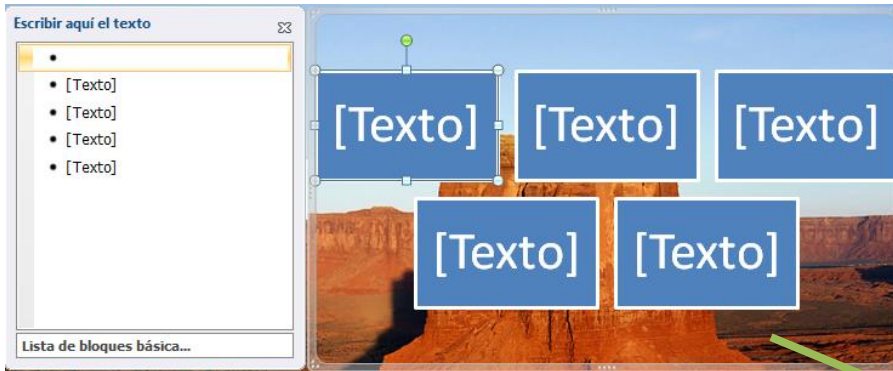 Escribir aquí el texto
[Texto]
[Texto]
[Texto]
[Texto]
Lista de bloques básica...
[Texto] [Texto] [Texto]
[Texto] [Texto]